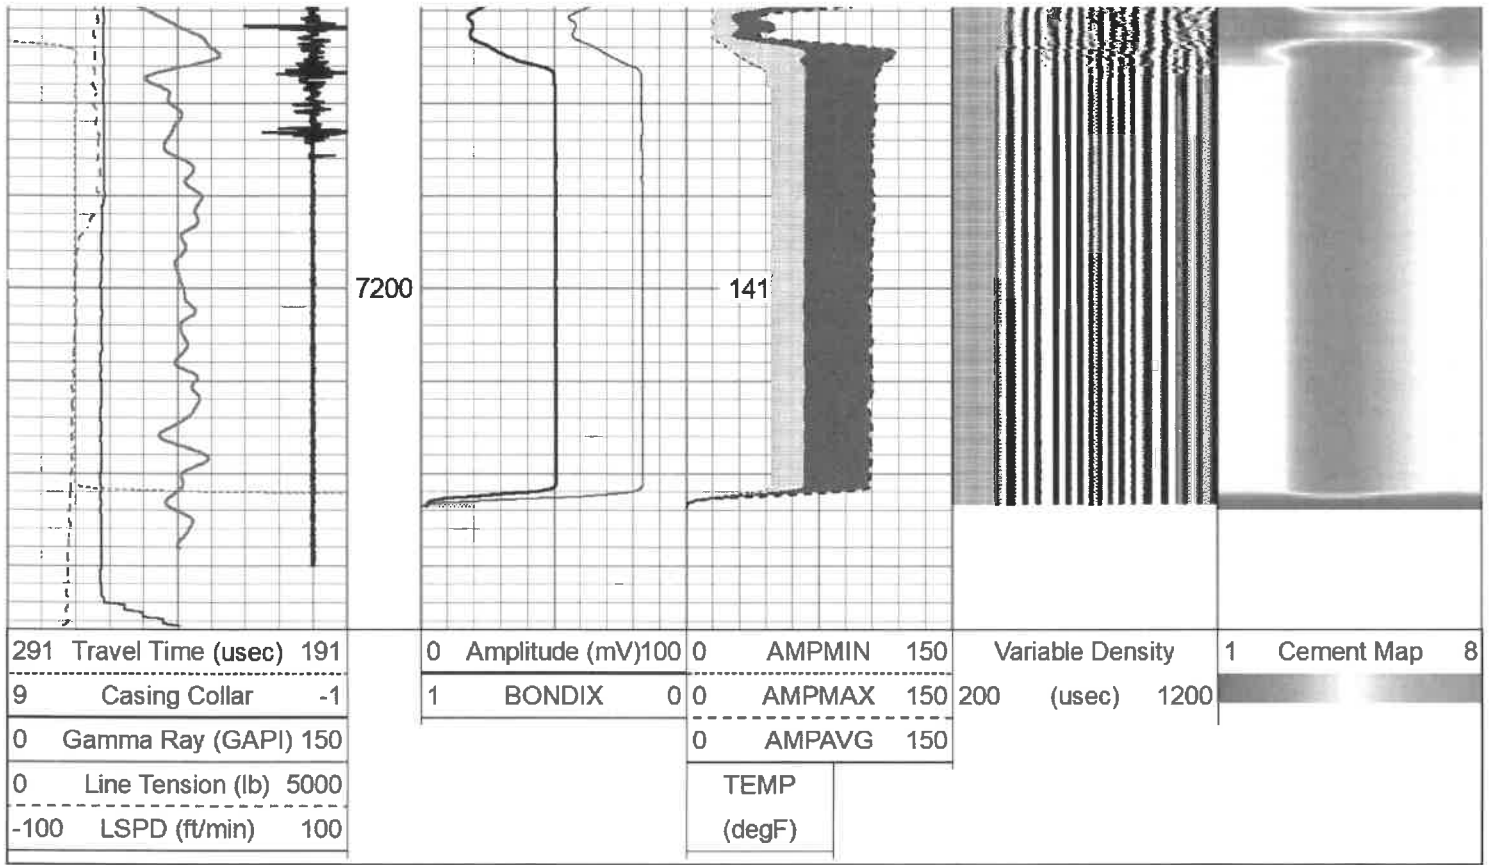 7200
141
291 Travel Time (usec) 191
0 Amplitude (mV)100
0 AMPMIN 150
Variable Density
1 Cement Map 8
9 Casing Collar -1
1 BONDIX 0
0 AMPMAX 150
200 (usec) 1200
0 Gamma Ray (GAPI) 150
0 AMPAVG 150
0 Line Tension (lb) 5000
TEMP
-100 LSPD (ft/min) 100
(degF)